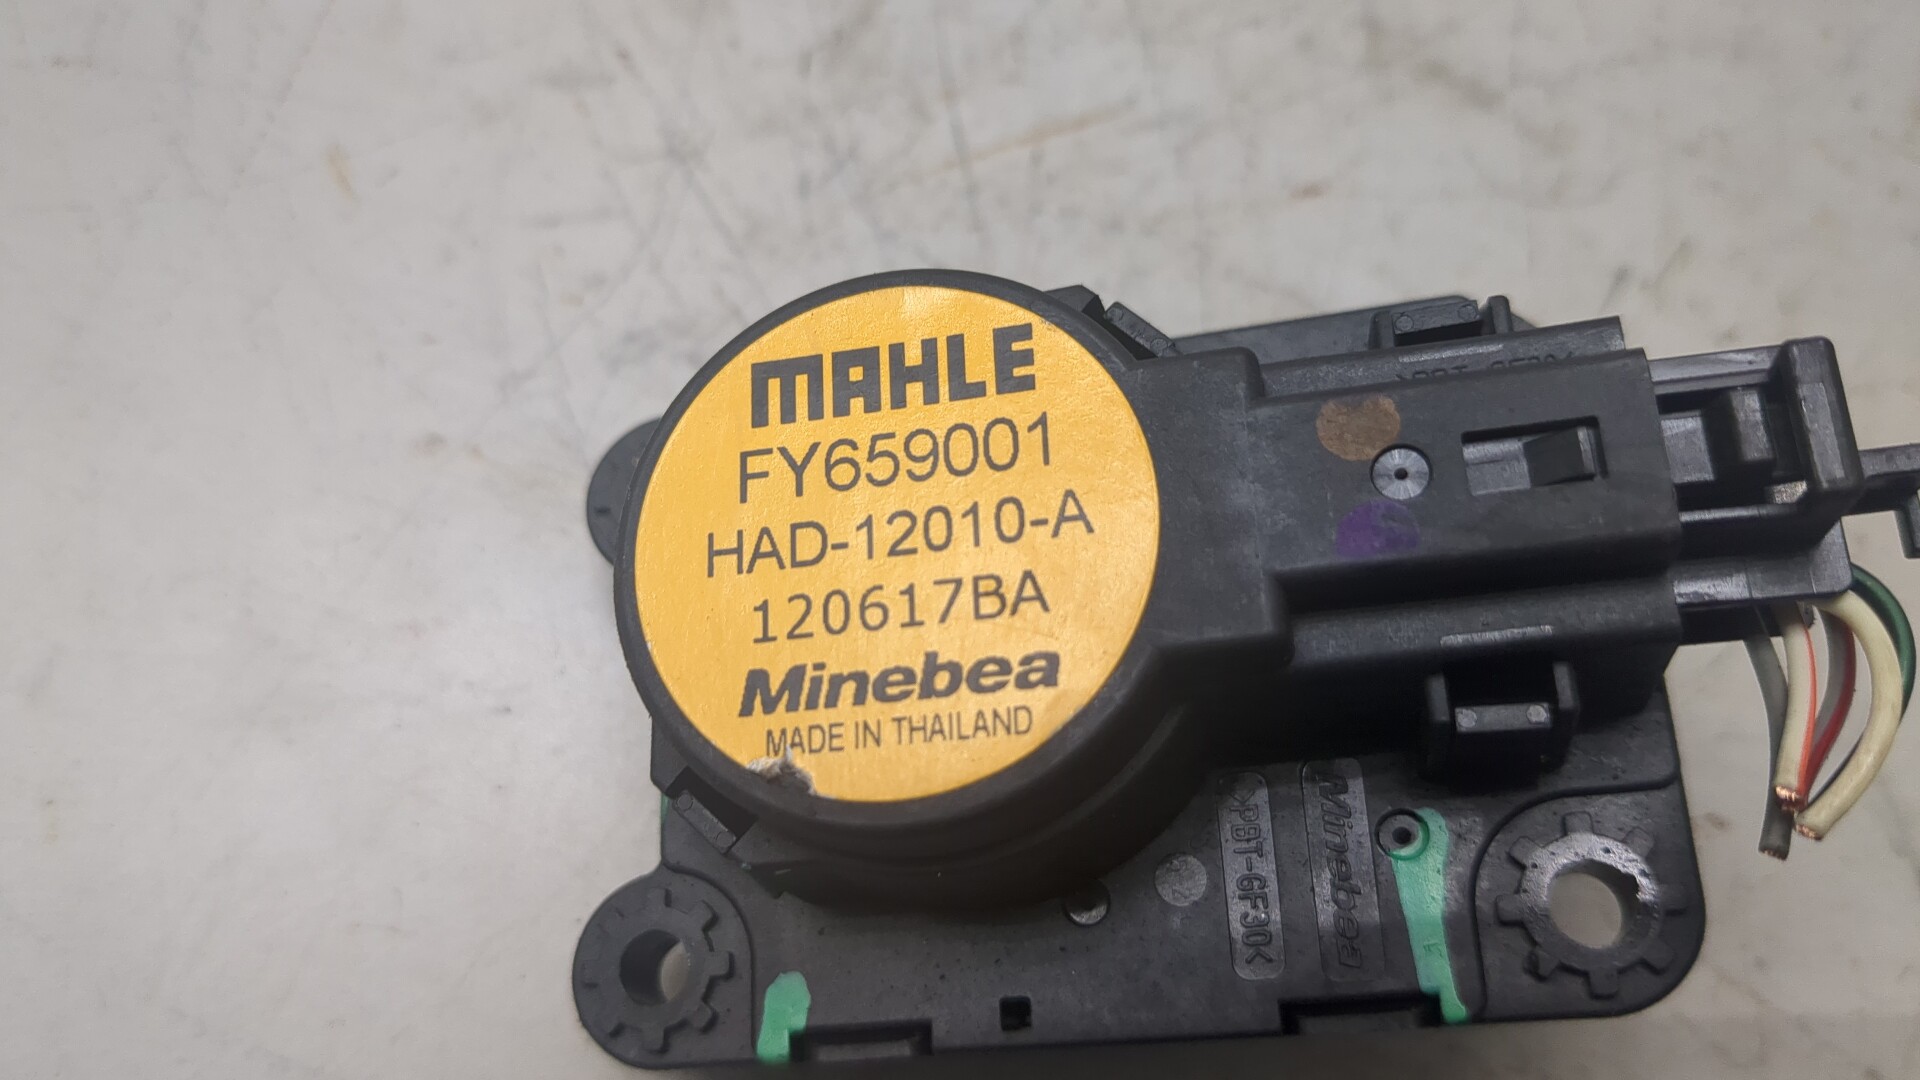 MAHLE
FY659001
HAD-12010-A
120617BA
Minebea
MADE IN THAILAND
>PBT-GF30<
Minebea